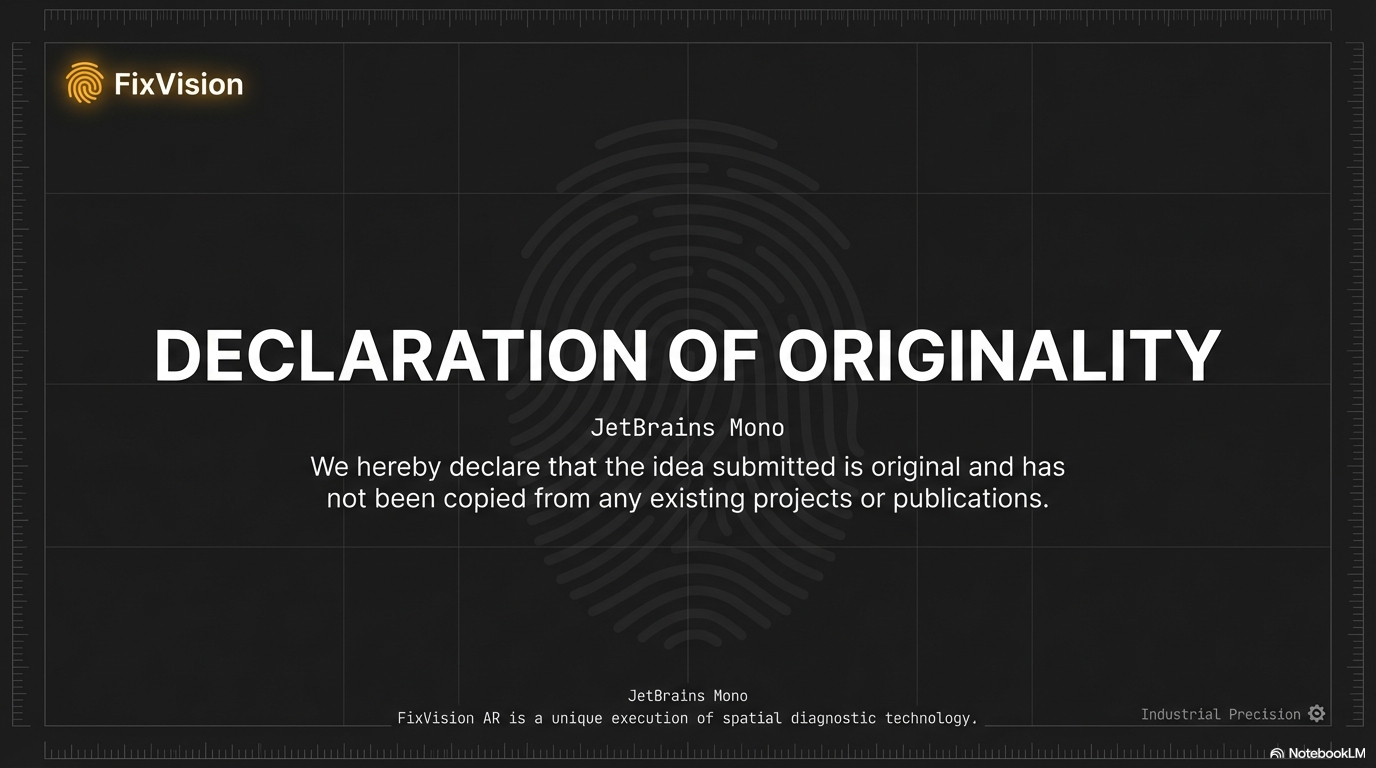 FixVision
DECLARATION OF ORIGINALITY
JetBrains Mono
We hereby declare that the idea submitted is original and has
not been copied from any existing projects or publications.
JetBrains Mono
FixVision AR is a unique execution of spatial diagnostic technology.
Industrial Precision
NotebookLM